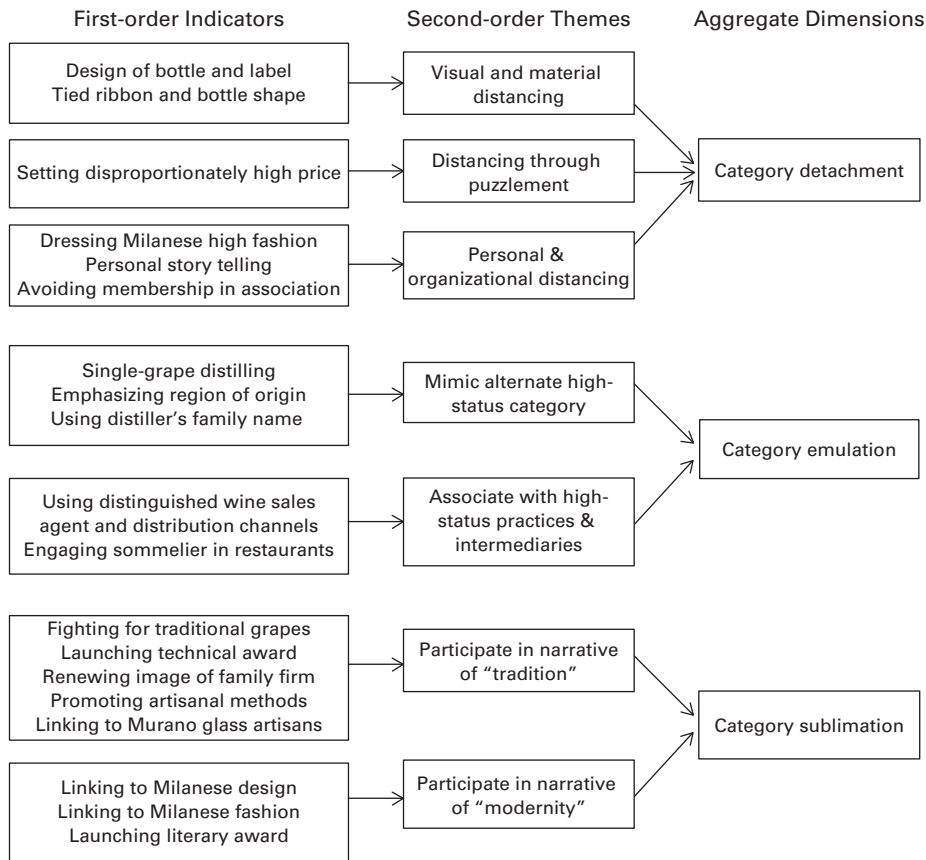 First-order Indicators
Second-order Themes
Aggregate Dimensions
Design of bottle and label
Tied ribbon and bottle shape
Visual and material
distancing
Setting disproportionately high price
Distancing through
puzzlement
Category detachment
Dressing Milanese high fashion
Personal story telling
Avoiding membership in association
Personal &
organizational distancing
Single-grape distilling
Emphasizing region of origin
Using distiller’s family name
Mimic alternate high-
status category
Category emulation
Using distinguished wine sales
agent and distribution channels
Engaging sommelier in restaurants
Associate with high-
status practices &
intermediaries
Fighting for traditional grapes
Launching technical award
Renewing image of family firm
Promoting artisanal methods
Linking to Murano glass artisans
Participate in narrative
of “tradition”
Category sublimation
Linking to Milanese design
Linking to Milanese fashion
Launching literary award
Participate in narrative
of “modernity”